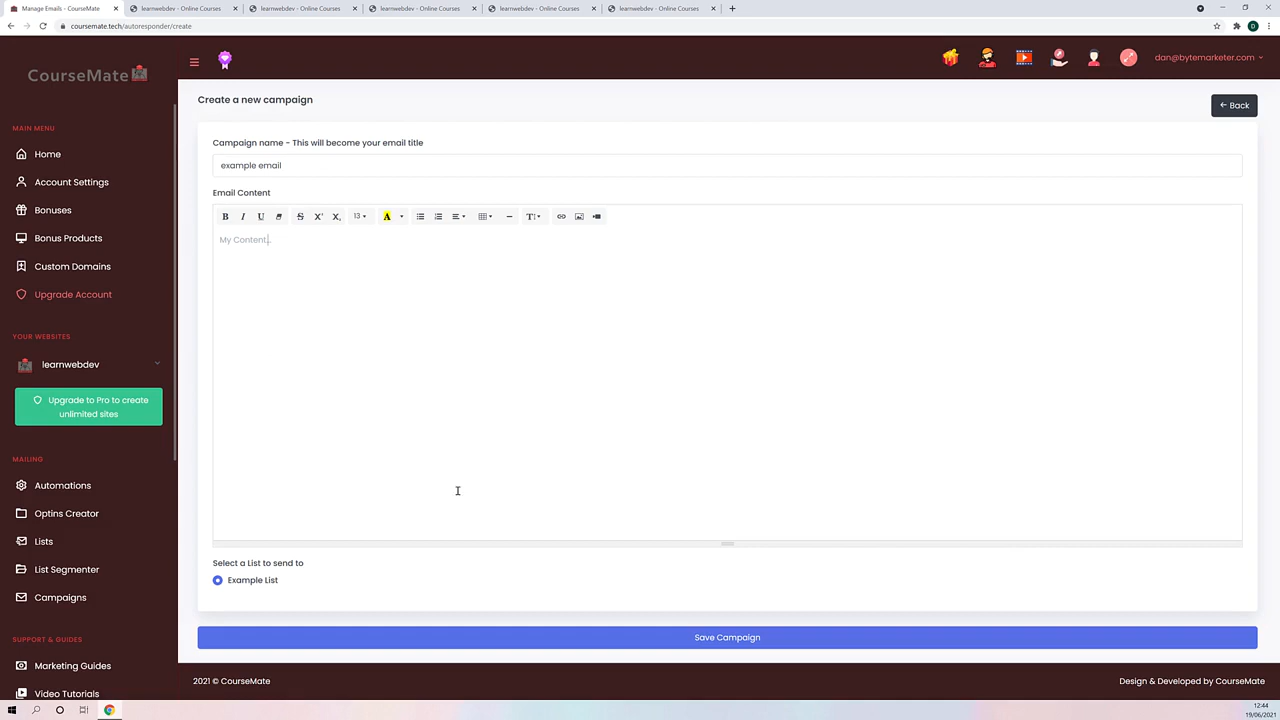 Manage Emails - CourseMate
learnwebdev - Online Courses
learnwebdev - Online Courses
learnwebdev - Online Courses
learnwebdev - Online Courses
learnwebdev - Online Courses
coursemate.tech/autoresponder/create
D
CourseMate
dan@bytemarketer.com
MAIN MENU
Home
Account Settings
Bonuses
Bonus Products
Custom Domains
Upgrade Account
YOUR WEBSITES
learnwebdev
Upgrade to Pro to create
unlimited sites
MAILING
Automations
Optins Creator
Lists
List Segmenter
Campaigns
SUPPORT & GUIDES
Marketing Guides
Video Tutorials
Create a new campaign
← Back
Campaign name - This will become your email title
example email
Email Content
B I U S X² X₂ 13 A T
My Content..
Select a List to send to
Example List
Save Campaign
2021 © CourseMate
Design & Developed by CourseMate
12:44
19/06/2021